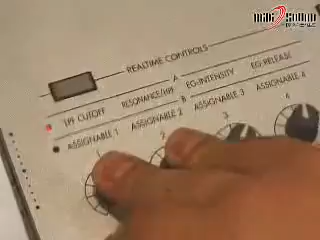 REALTIME CONTROLS
A
LPF CUTOFF RESONANCE/HPF EG-INTENSITY EG-RELEASE
B
ASSIGNABLE 1 ASSIGNABLE 2 ASSIGNABLE 3 ASSIGNABLE 4
1 2 3 4